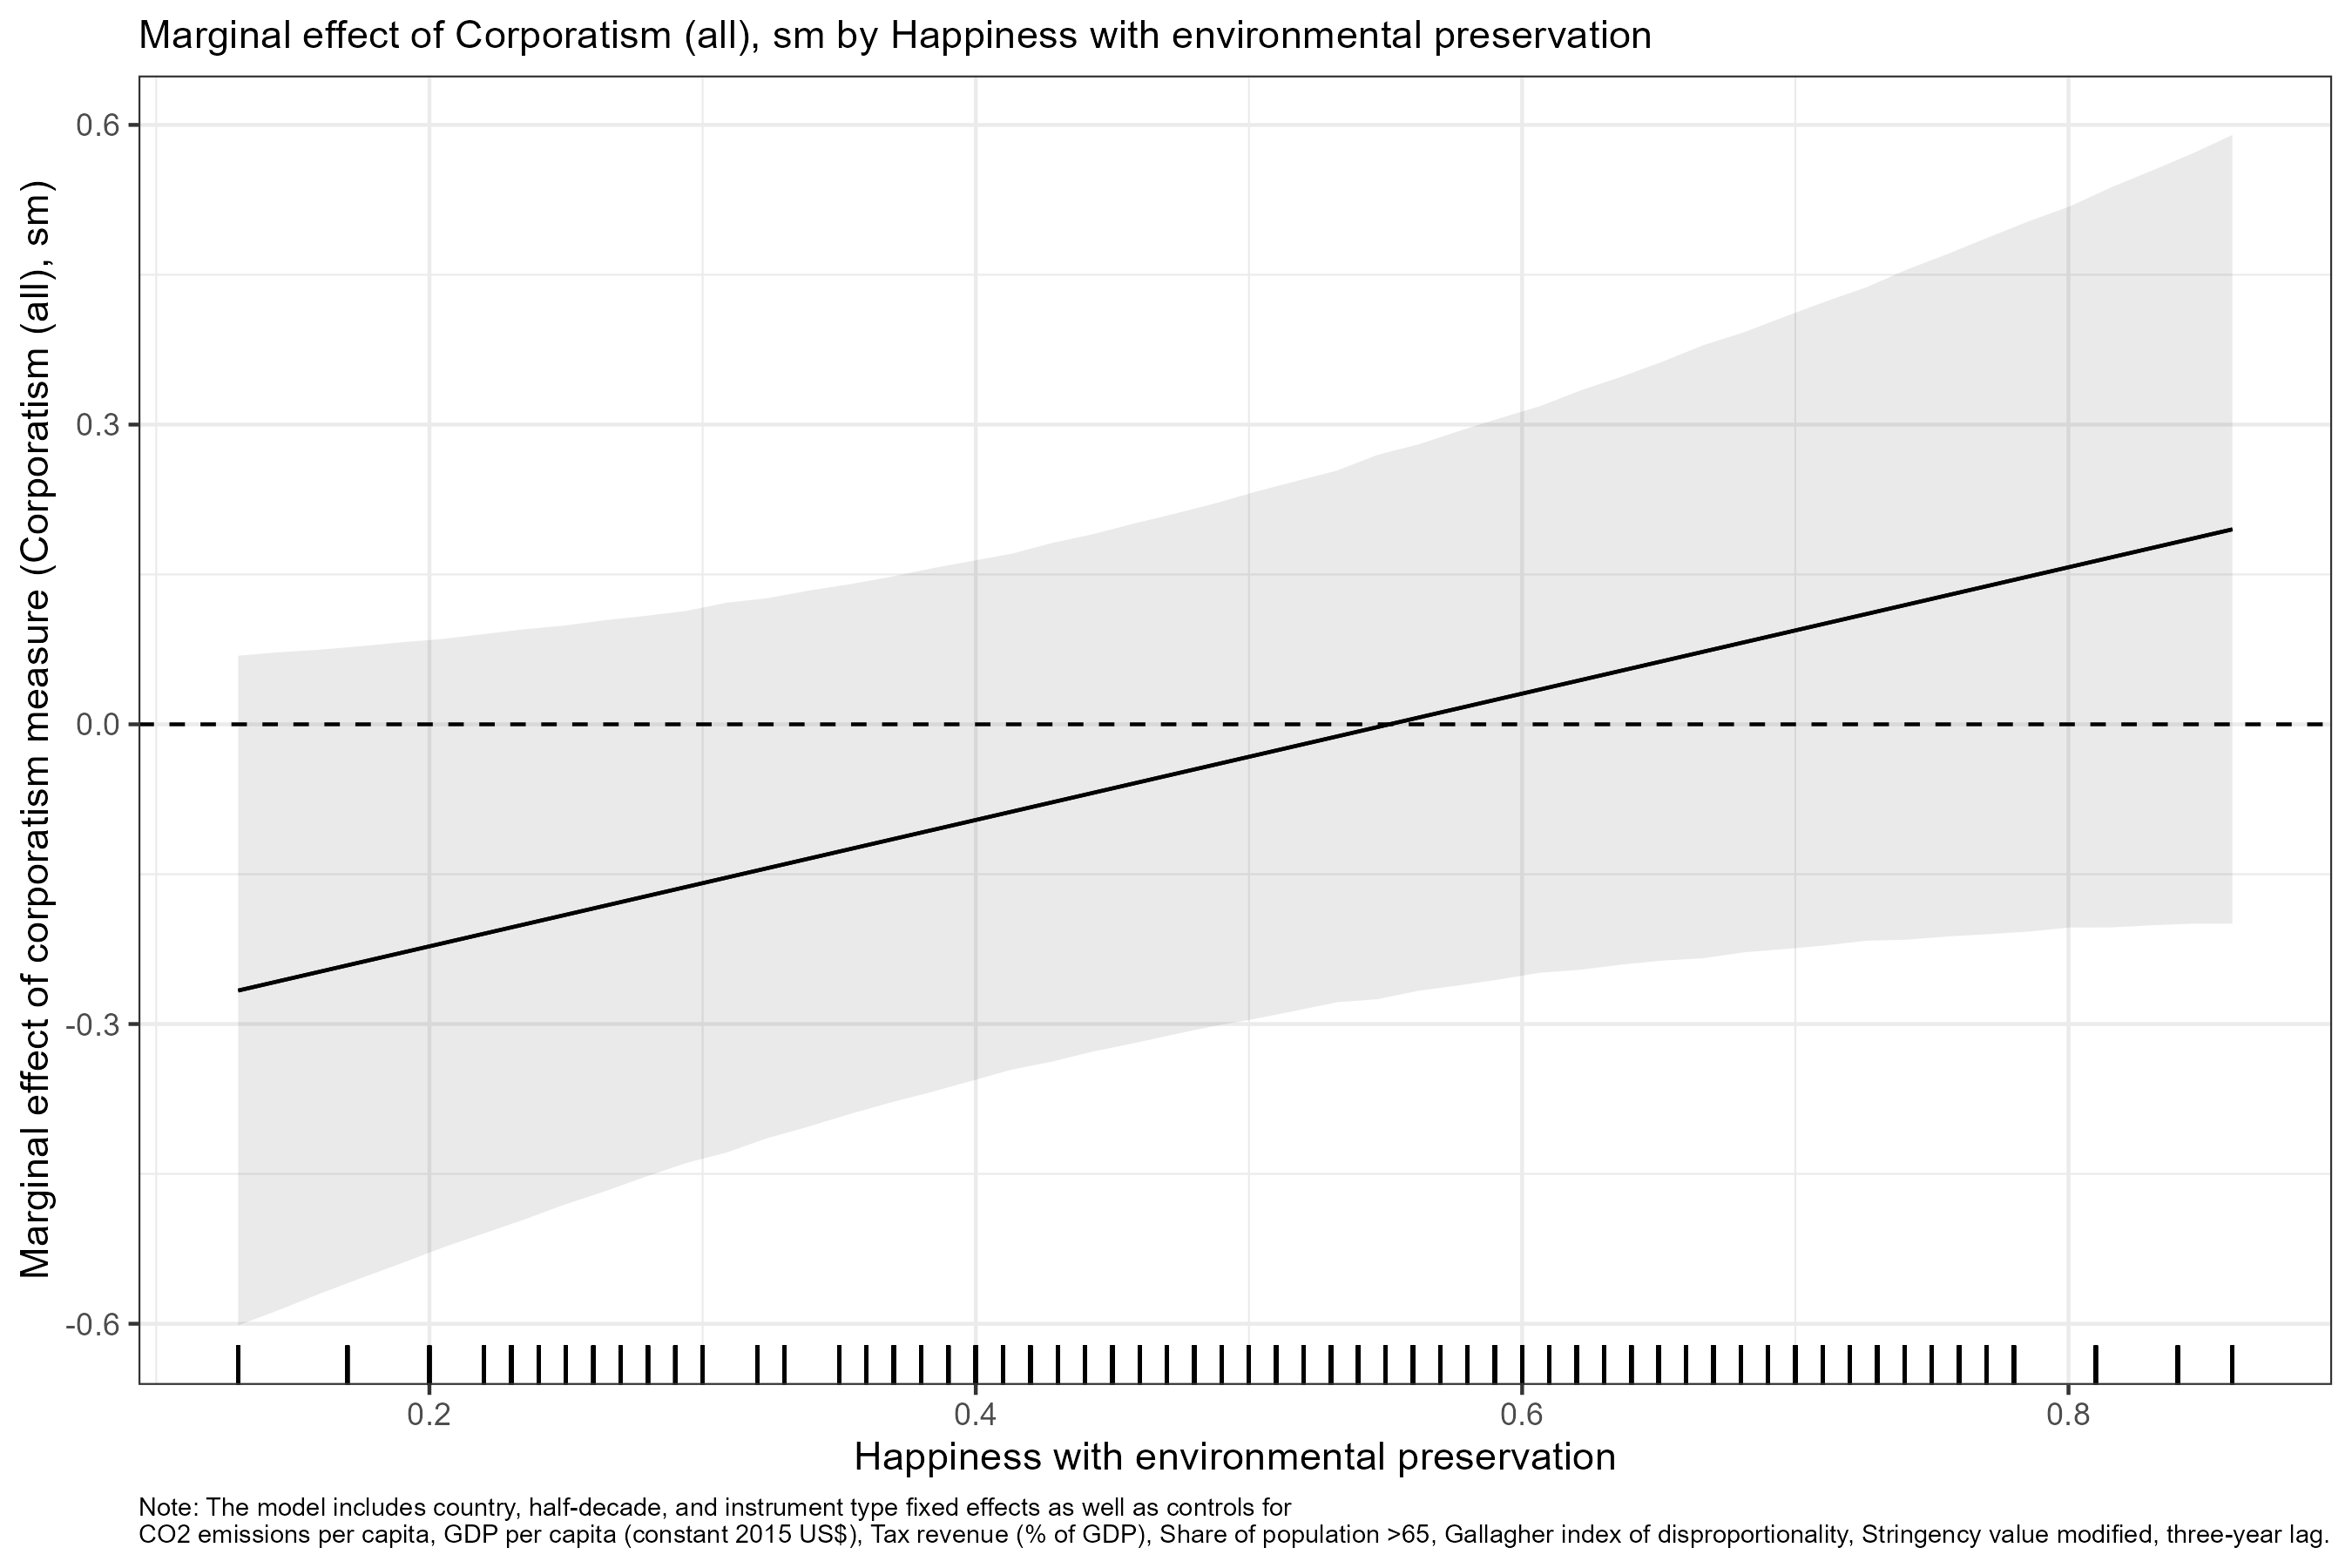 Marginal effect of Corporatism (all), sm by Happiness with environmental preservation
Marginal effect of corporatism measure (Corporatism (all), sm)
0.6
0.3
0.0
-0.3
-0.6
0.2
0.4
0.6
0.8
Happiness with environmental preservation
Note: The model includes country, half-decade, and instrument type fixed effects as well as controls for
CO2 emissions per capita, GDP per capita (constant 2015 US$), Tax revenue (% of GDP), Share of population >65, Gallagher index of disproportionality, Stringency value modified, three-year lag.